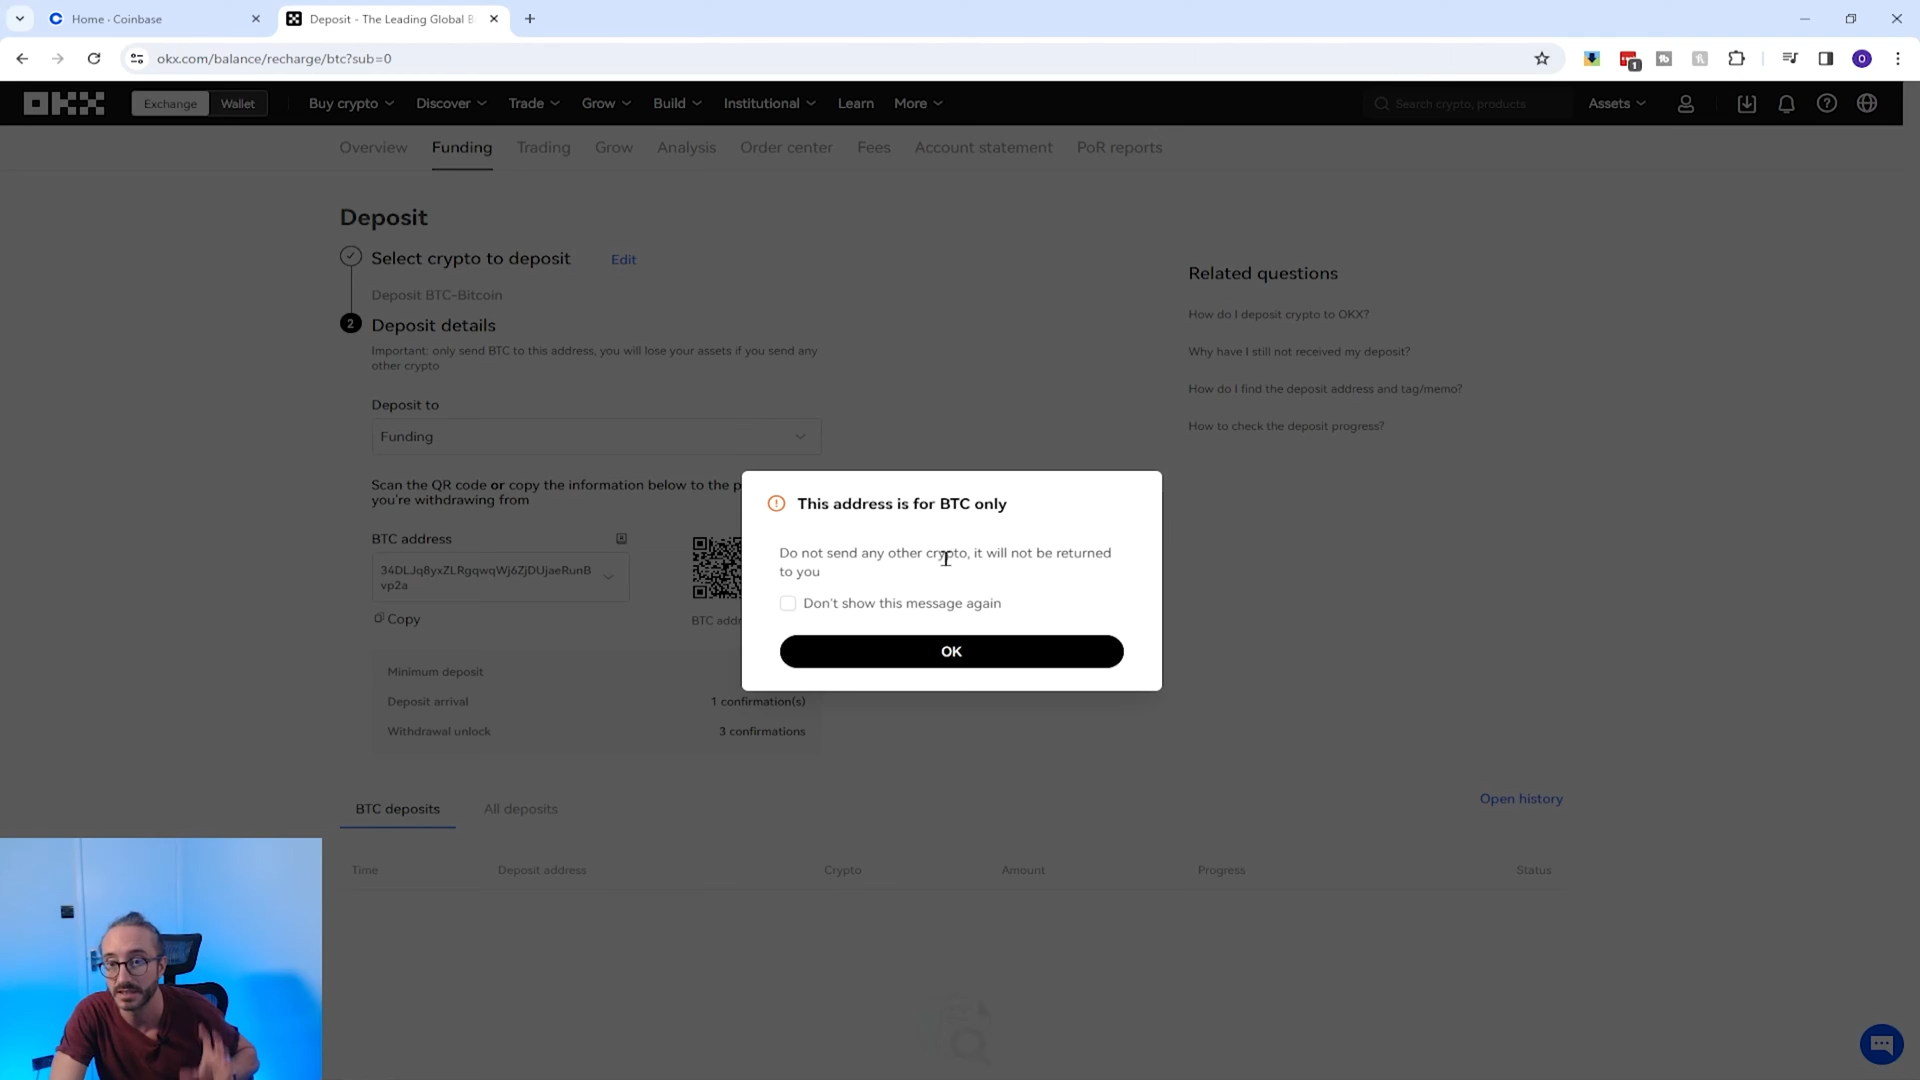 Home - Coinbase
Deposit - The Leading Global B
okx.com/balance/recharge/btc?sub=0
1
O
OKX
Exchange
Wallet
Buy crypto
Discover
Trade
Grow
Build
Institutional
Learn
More
Search crypto, products
Assets
Overview
Funding
Trading
Grow
Analysis
Order center
Fees
Account statement
PoR reports
Deposit
Select crypto to deposit
Edit
Deposit BTC-Bitcoin
2
Deposit details
Important: only send BTC to this address, you will lose your assets if you send any
other crypto
Deposit to
Funding
Scan the QR code or copy the information below to the p
you're withdrawing from
BTC address
34DLJq8yxZLRgqwqWj6ZjDUjaeRunB
vp2a
Copy
BTC addr
Minimum deposit
Deposit arrival
1 confirmation(s)
Withdrawal unlock
3 confirmations
Related questions
How do I deposit crypto to OKX?
Why have I still not received my deposit?
How do I find the deposit address and tag/memo?
How to check the deposit progress?
This address is for BTC only
Do not send any other crypto, it will not be returned
to you
Don't show this message again
OK
BTC deposits
All deposits
Open history
Time
Deposit address
Crypto
Amount
Progress
Status